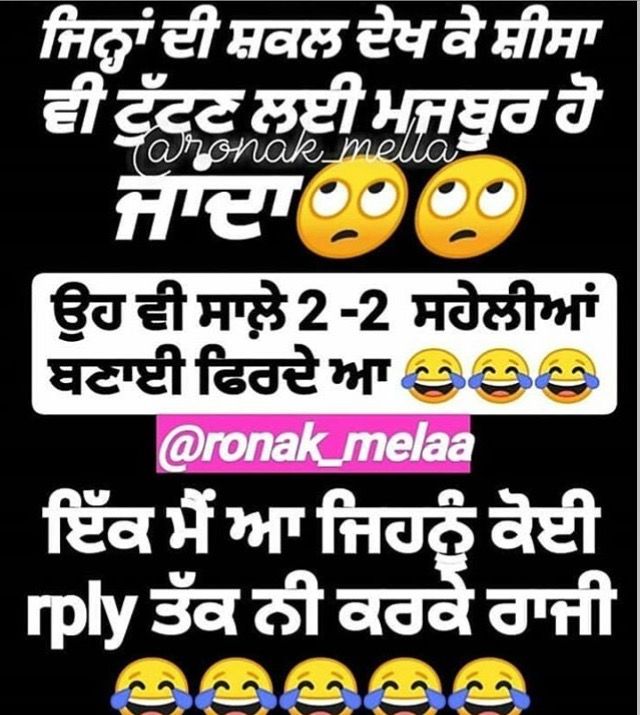 ਜਿਨ੍ਹਾਂ ਦੀ ਸ਼ਕਲ ਦੇਖ ਕੇ ਸ਼ੀਸਾ
ਵੀ ਟੁੱਟਣ ਲਈ ਮਜਬੂਰ ਹੋ
@ronak_mella
ਜਾਂਦਾ🙄🙄
ਉਹ ਵੀ ਸਾਲ਼ੇ 2 -2 ਸਹੇਲੀਆਂ
ਬਣਾਈ ਫਿਰਦੇ ਆ 😂😂😂
@ronak_melaa
ਇੱਕ ਮੈਂ ਆ ਜਿਹਨੂੰ ਕੋਈ
rply ਤੱਕ ਨੀ ਕਰਕੇ ਰਾਜੀ
😂😂😂😂😂